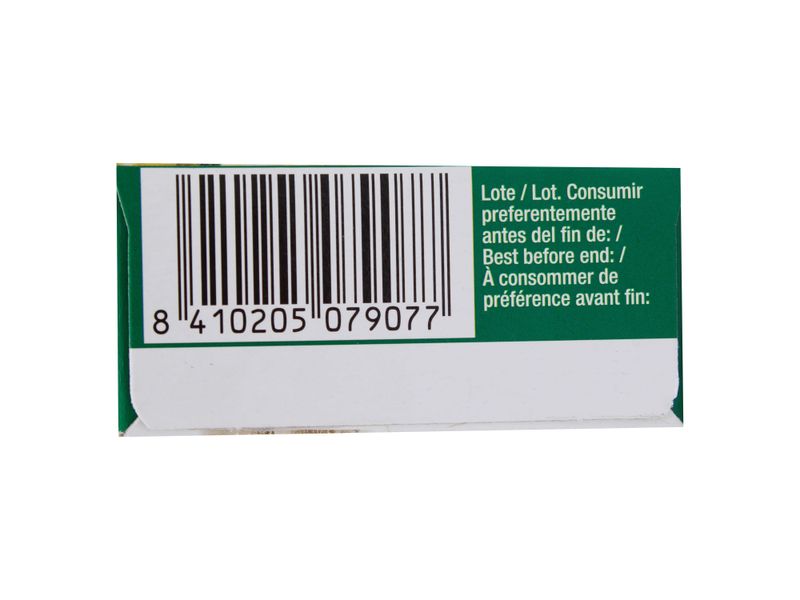 8 410205 079077
Lote / Lot. Consumir
preferentemente
antes del fin de: /
Best before end: /
À consommer de
préférence avant fin: